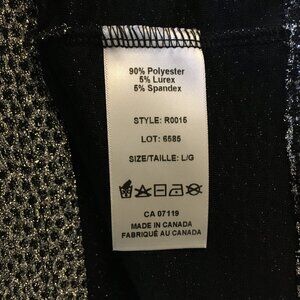 90% Polyester
5% Lurex
5% Spandex
STYLE: R0015
LOT: 6585
SIZE/TAILLE: L/G
CA 07119
MADE IN CANADA
FABRIQUÉ AU CANADA